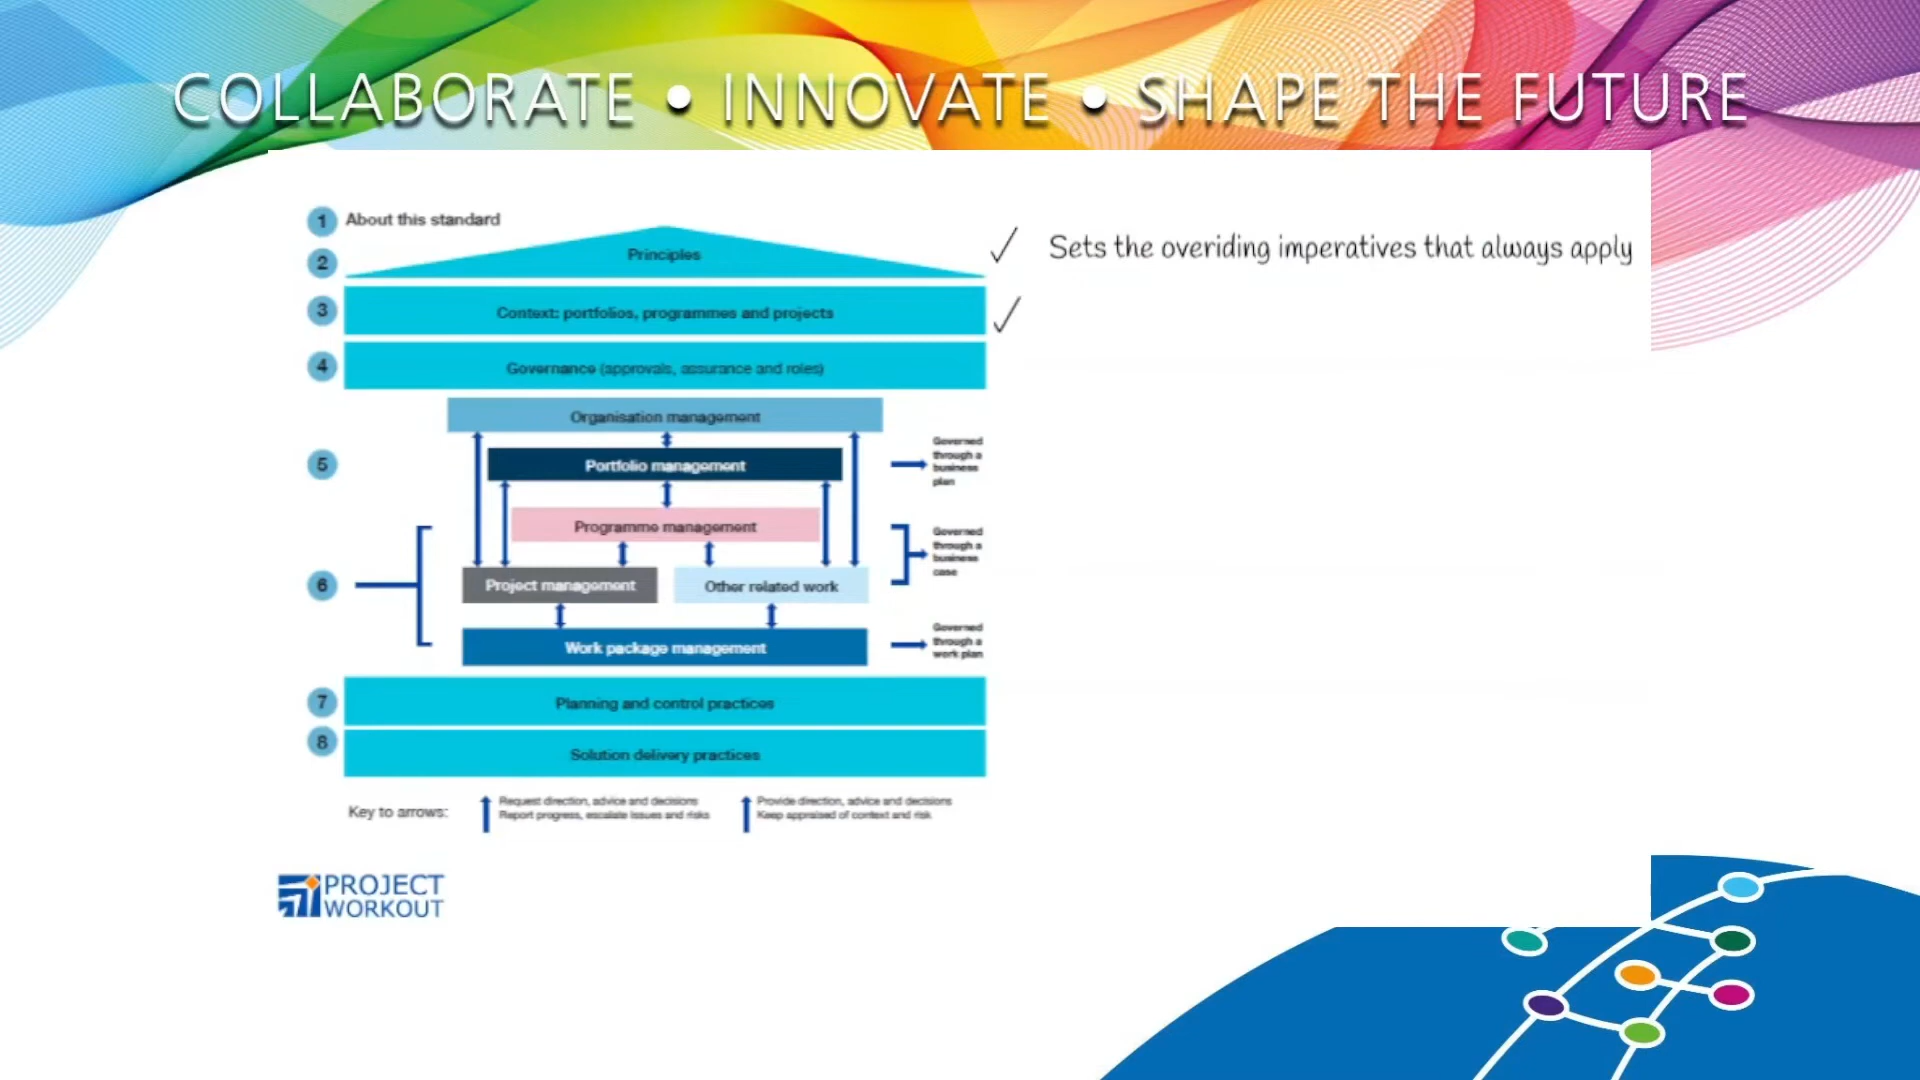 COLLABORATE • INNOVATE • SHAPE THE FUTURE
1 About this standard
2 Principles
Sets the overiding imperatives that always apply
3 Context: portfolios, programmes and projects
4 Governance (approvals, assurance and roles)
Organisation management
5 Portfolio management
Governed
through a
business
plan
Programme management
Governed
through a
business
case
6 Project management
Other related work
Work package management
Governed
through a
work plan
7 Planning and control practices
8 Solution delivery practices
Key to arrows:
Request direction, advice and decisions
Report progress, escalate issues and risks
Provide direction, advice and decisions
Keep appraised of context and risk
PROJECT
WORKOUT